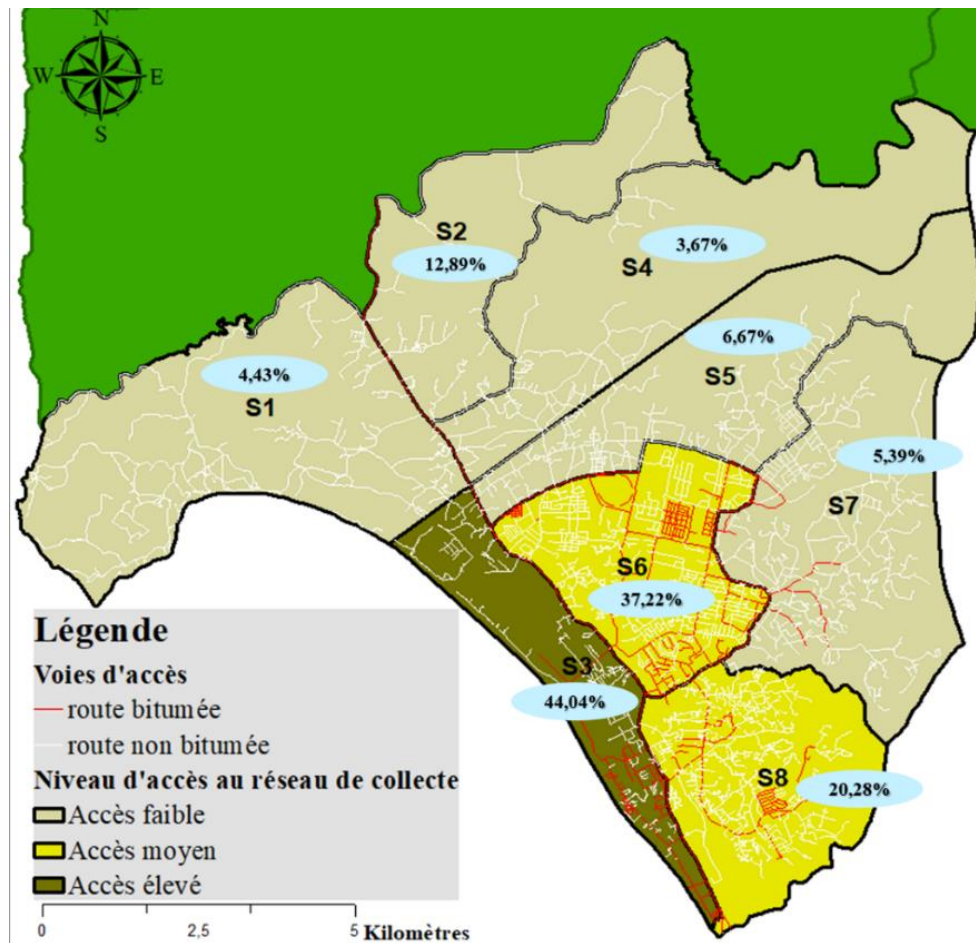 N
W E
S
S2
12,89%
3,67%
S4
6,67%
S5
4,43%
S1
5,39%
S7
S6
37,22%
S3
44,04%
S8
20,28%
Légende
Voies d'accès
route bitumée
route non bitumée
Niveau d'accès au réseau de collecte
Accès faible
Accès moyen
Accès élevé
0 2,5 5 Kilomètres